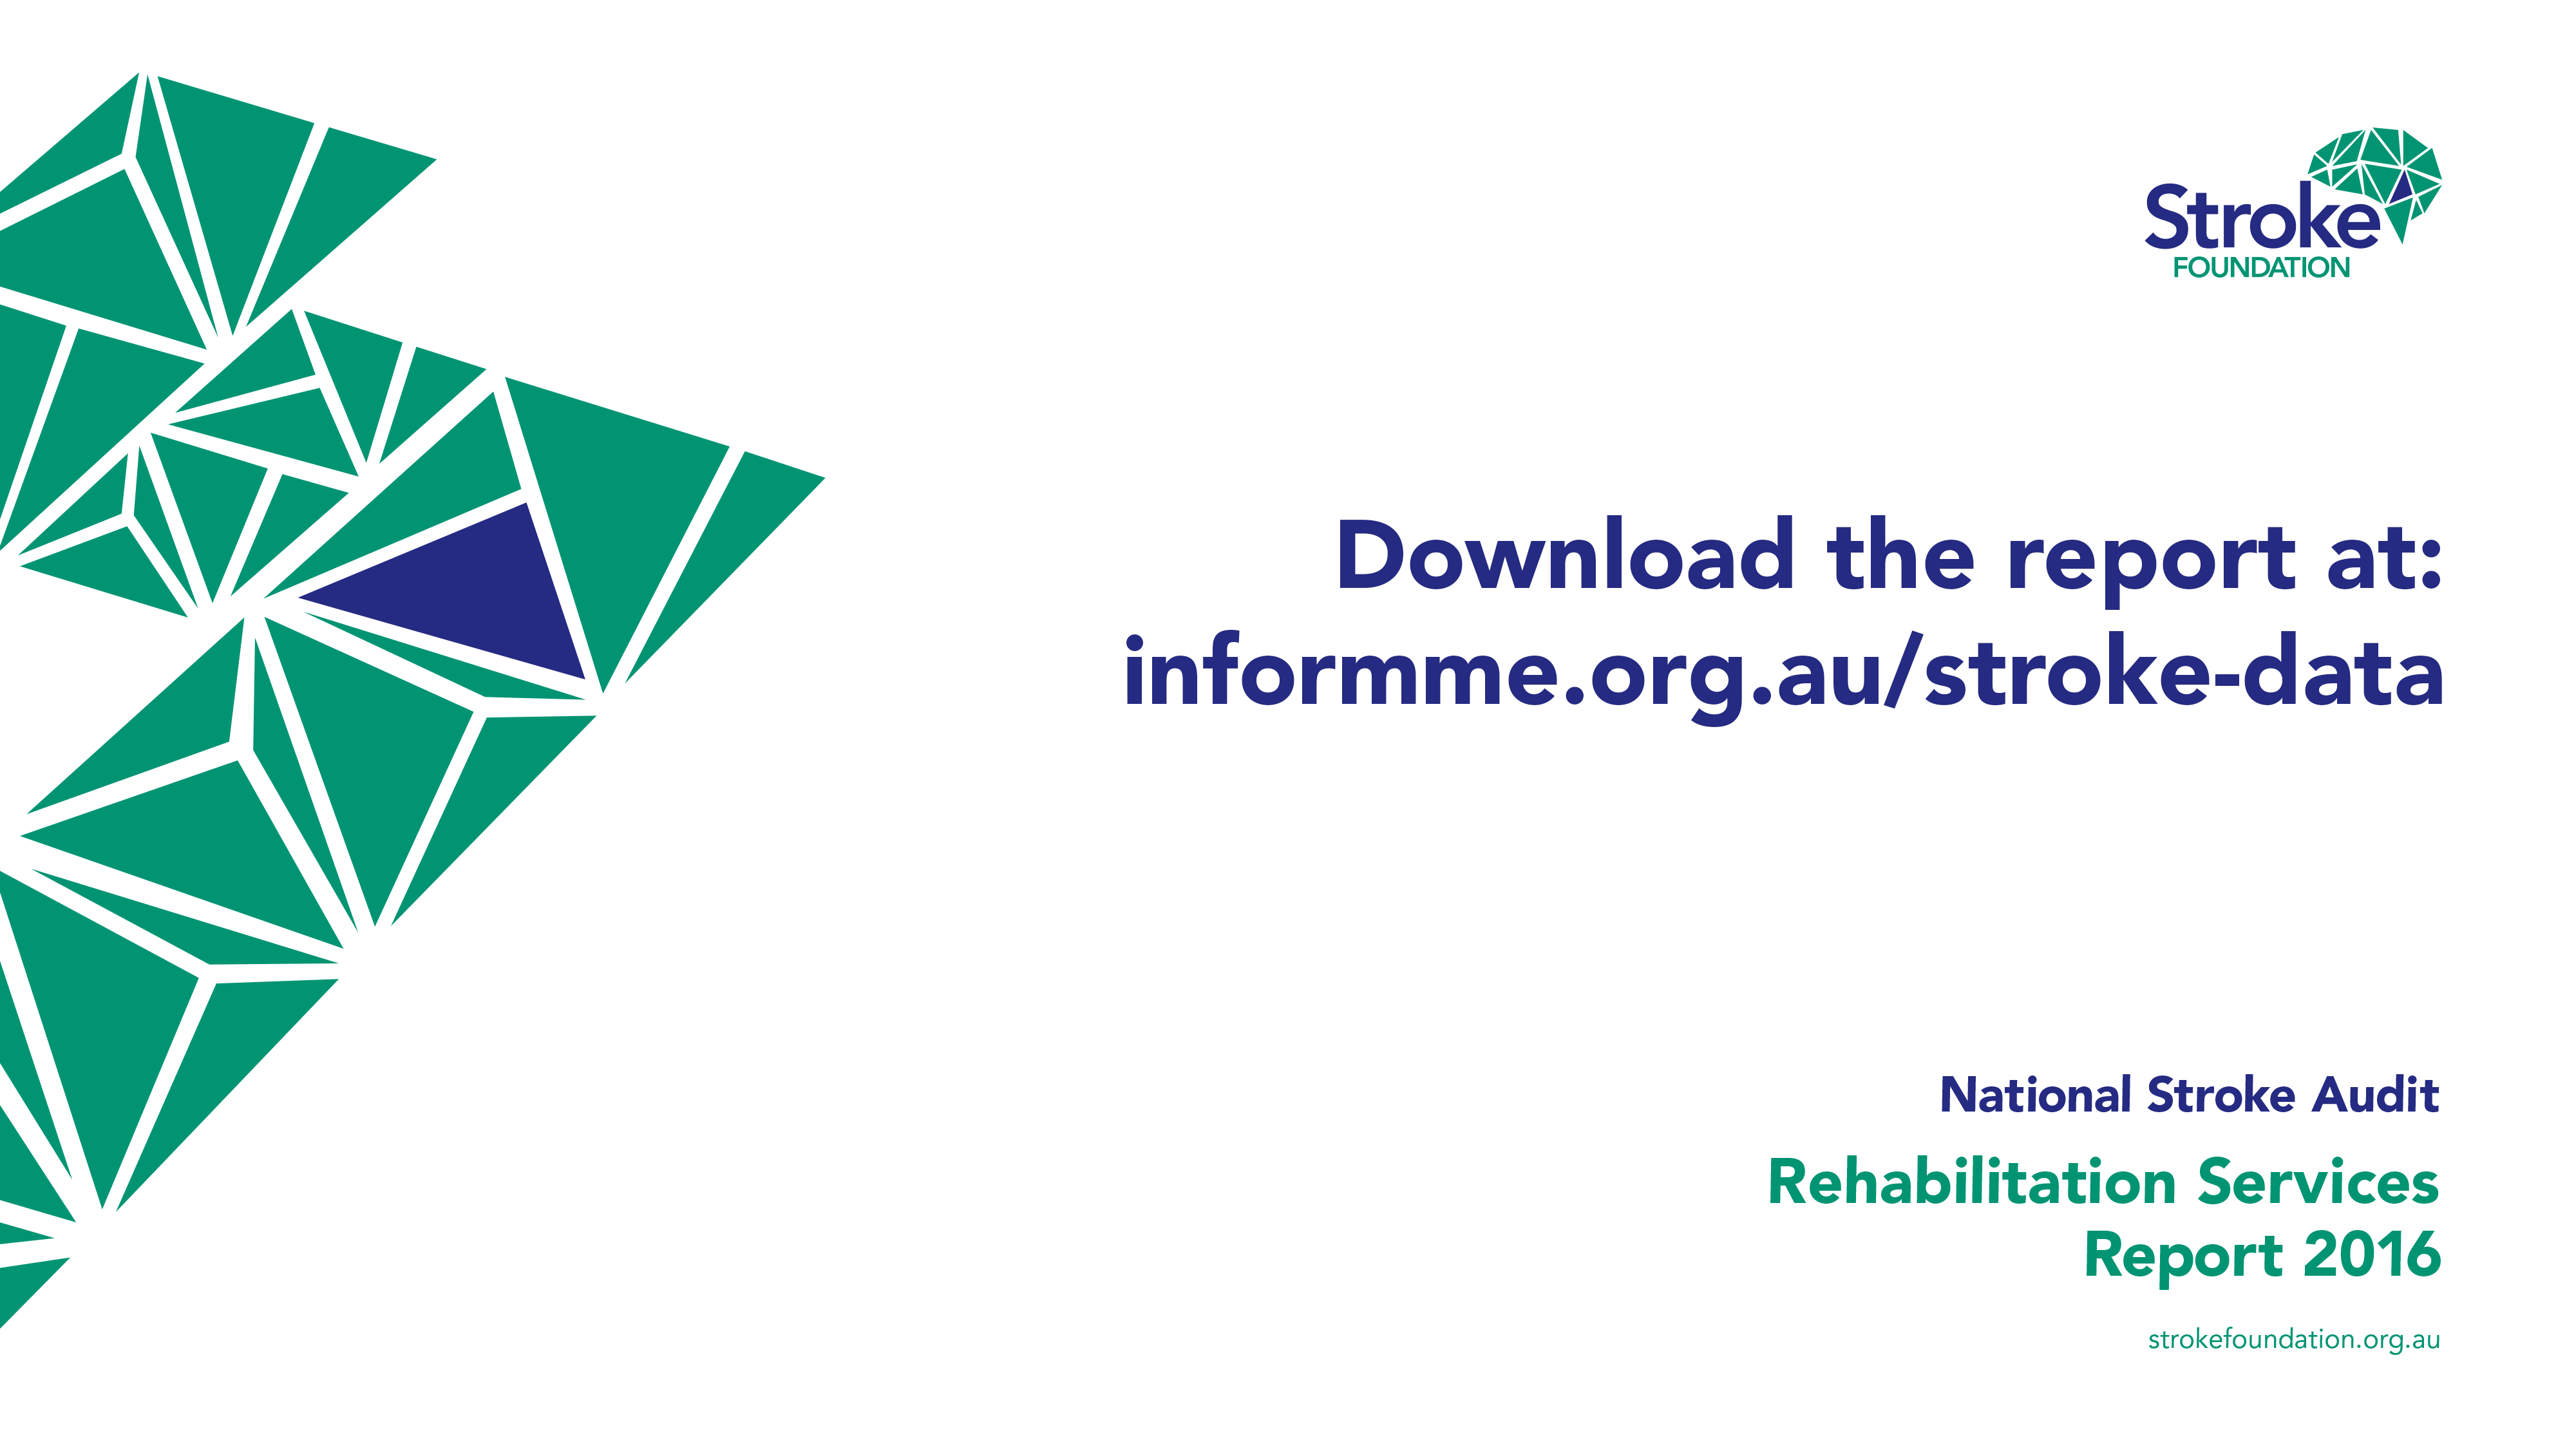 Stroke
FOUNDATION
Download the report at:
informme.org.au/stroke-data
National Stroke Audit
Rehabilitation Services
Report 2016
strokefoundation.org.au